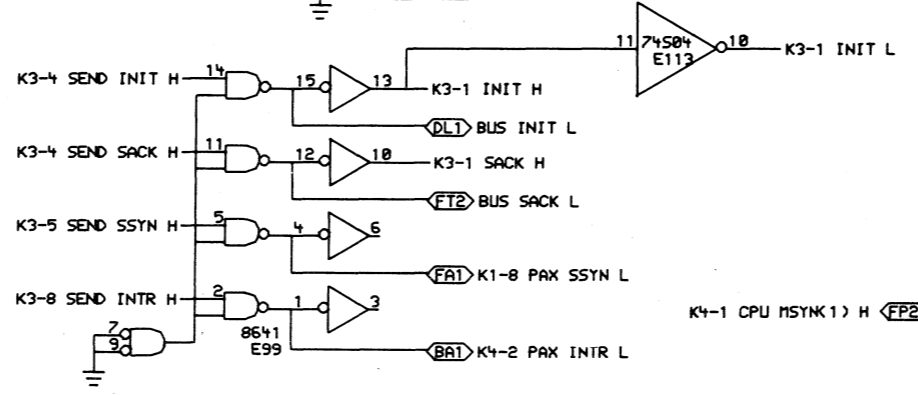 11 74S04 10 K3-1 INIT L
E113
K3-4 SEND INIT H 14 15 13 K3-1 INIT H
DL1 BUS INIT L
K3-4 SEND SACK H 11 12 10 K3-1 SACK H
FT2 BUS SACK L
K3-5 SEND SSYN H 5 4 6
FA1 K1-8 PAX SSYN L
K3-8 SEND INTR H 2 1 3
K4-1 CPU MSYN(1) H FP2
7 8641
9 E99
BA1 K4-2 PAX INTR L